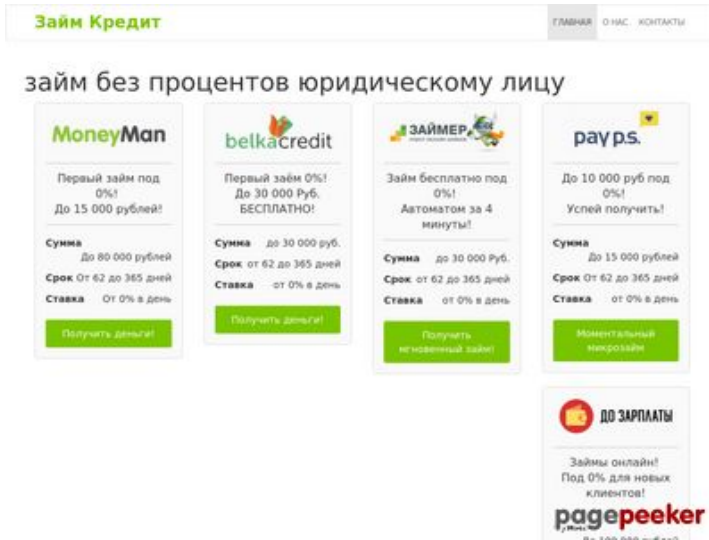 Займ Кредит
ГЛАВНАЯ О НАС КОНТАКТЫ
займ без процентов юридическому лицу
MoneyMan
Первый займ под
0%!
До 15 000 рублей!
Сумма
До 80 000 рублей
Срок От 62 до 365 дней
Ставка От 0% в день
Получить деньги!
belkacredit
Первый заём 0%!
До 30 000 Руб.
БЕСПЛАТНО!
Сумма до 30 000 руб.
Срок от 62 до 365 дней
Ставка от 0% в день
Получить деньги!
ЗАЙМЕР
Займ бесплатно под
0%!
Автоматом за 4
минуты!
Сумма до 30 000 Руб.
Срок от 62 до 365 дней
Ставка от 0% в день
Получить
мгновенный займ!
pay p.s.
До 10 000 руб под
0%!
Успей получить!
Сумма
До 15 000 рублей
Срок От 62 до 365 дней
Ставка от 0% в день
Моментальный
микрозайм
ДО ЗАРПЛАТЫ
Займы онлайн!
Под 0% для новых
клиентов!
pagepeeker